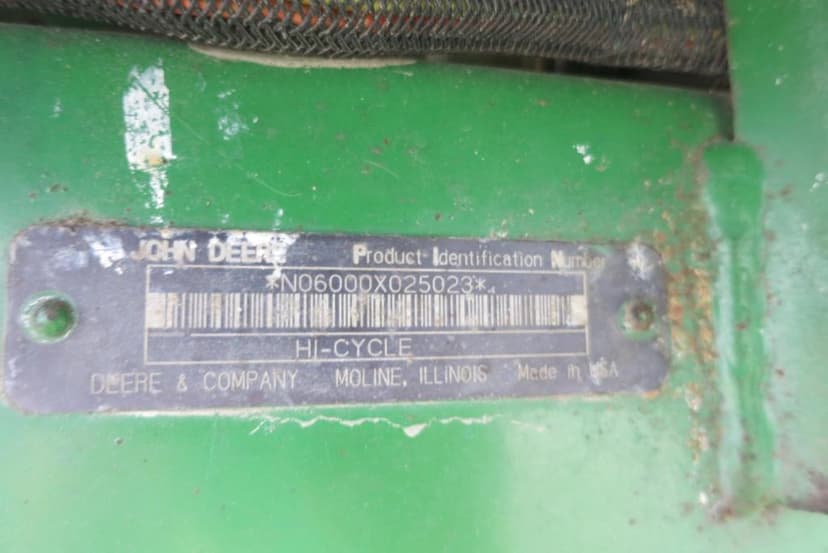 JOHN DEERE Product Identification Number
*N06000X025023*
HI-CYCLE
DEERE & COMPANY MOLINE, ILLINOIS Made in USA